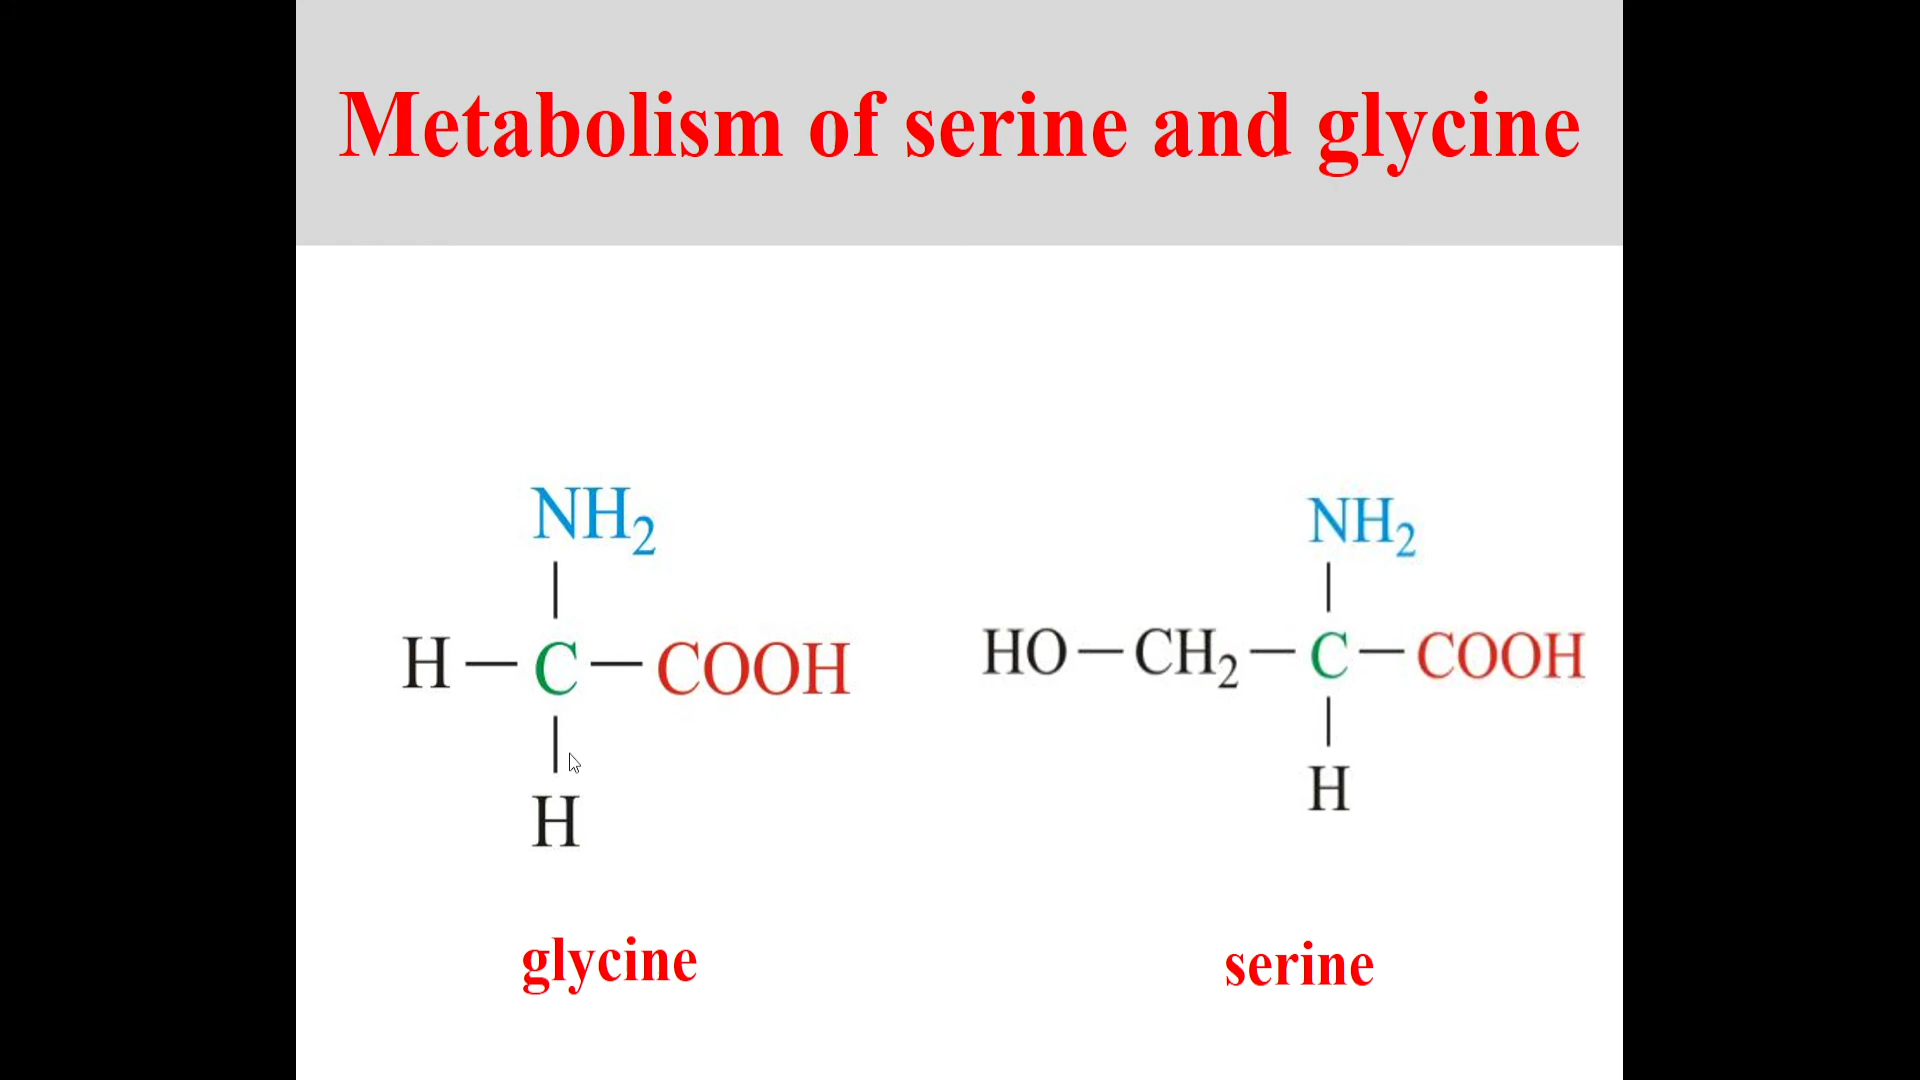 Metabolism of serine and glycine
NH₂
H — C — COOH
H
glycine
NH₂
HO — CH₂ — C — COOH
H
serine